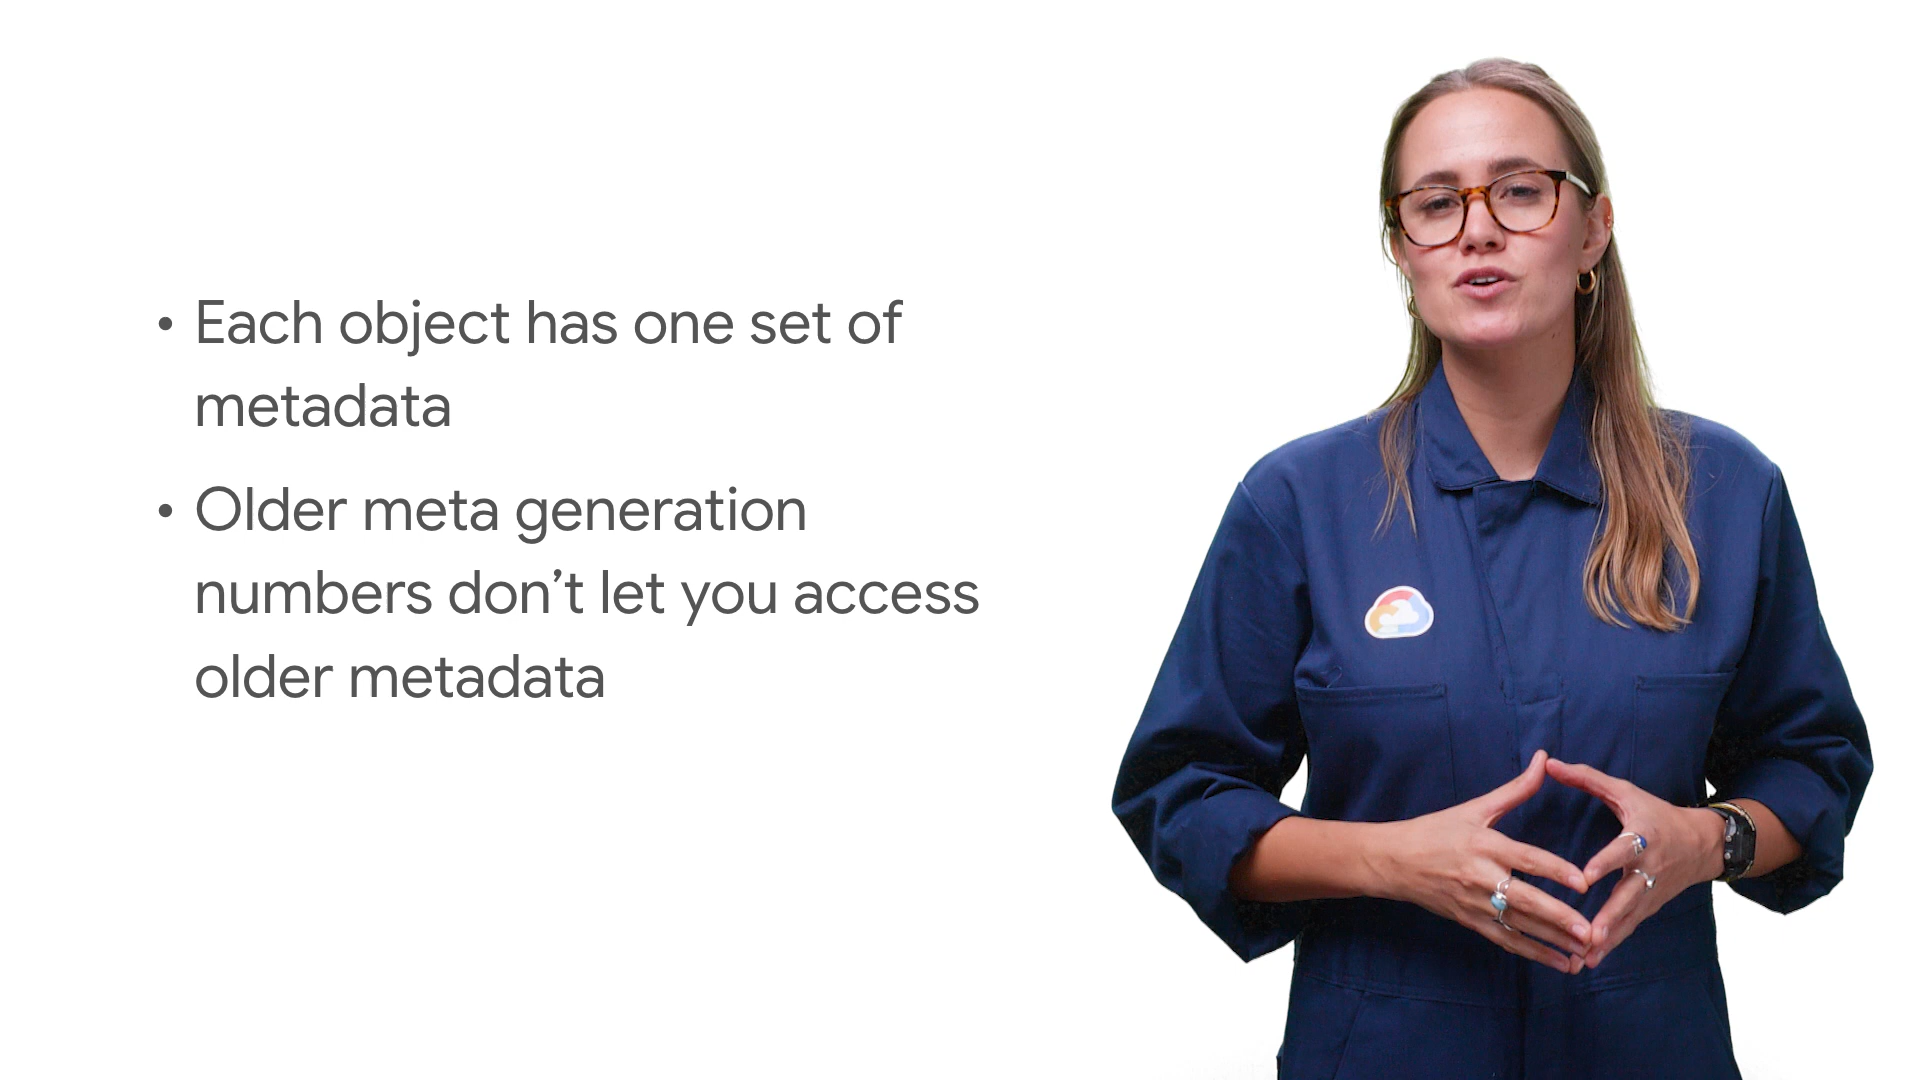 • Each object has one set of
metadata
• Older meta generation
numbers don’t let you access
older metadata